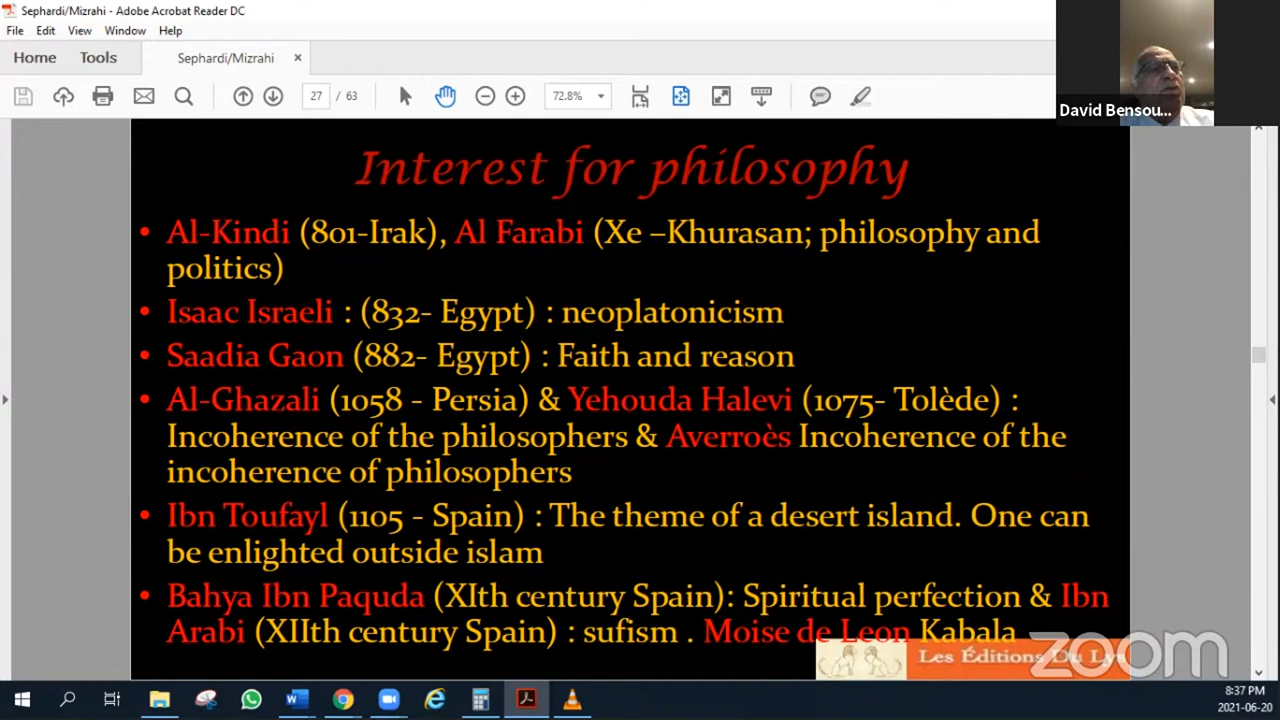 Sephardi/Mizrahi - Adobe Acrobat Reader DC
File Edit View Window Help
Home Tools Sephardi/Mizrahi ×
27 / 63 72.8%
David Bensou...
Interest for philosophy
• Al-Kindi (801-Irak), Al Farabi (Xe –Khurasan; philosophy and
politics)
• Isaac Israeli : (832- Egypt) : neoplatonicism
• Saadia Gaon (882- Egypt) : Faith and reason
• Al-Ghazali (1058 - Persia) & Yehouda Halevi (1075- Tolède) :
Incoherence of the philosophers & Averroès Incoherence of the
incoherence of philosophers
• Ibn Toufayl (1105 - Spain) : The theme of a desert island. One can
be enlighted outside islam
• Bahya Ibn Paquda (XIth century Spain): Spiritual perfection & Ibn
Arabi (XIIth century Spain) : sufism . Moise de Leon Kabala
Les Éditions Du Lys
zoom
8:37 PM
2021-06-20